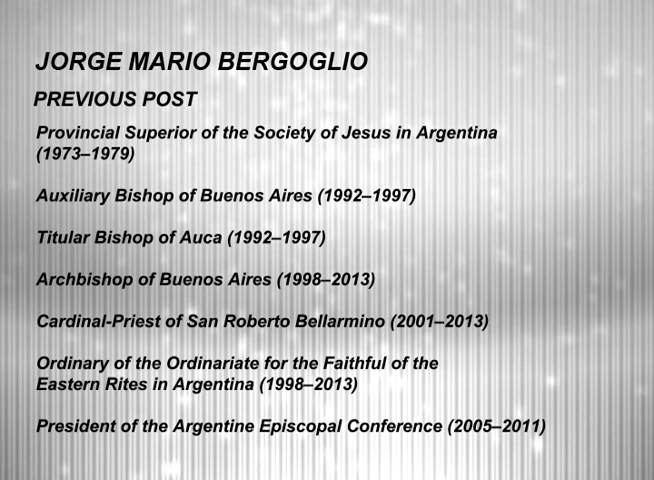 JORGE MARIO BERGOGLIO
PREVIOUS POST
Provincial Superior of the Society of Jesus in Argentina
(1973–1979)
Auxiliary Bishop of Buenos Aires (1992–1997)
Titular Bishop of Auca (1992–1997)
Archbishop of Buenos Aires (1998–2013)
Cardinal-Priest of San Roberto Bellarmino (2001–2013)
Ordinary of the Ordinariate for the Faithful of the
Eastern Rites in Argentina (1998–2013)
President of the Argentine Episcopal Conference (2005–2011)